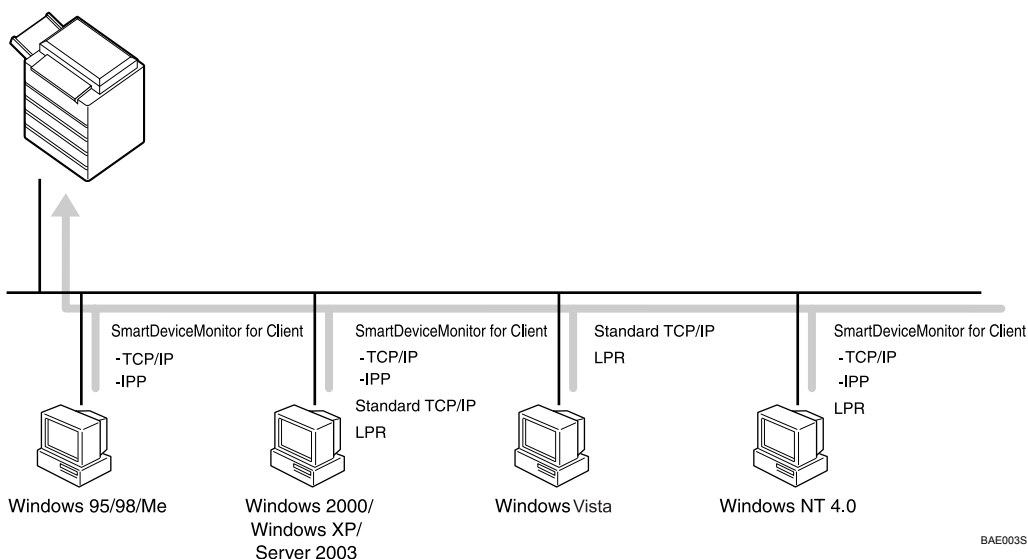 SmartDeviceMonitor for Client
-TCP/IP
-IPP
SmartDeviceMonitor for Client
-TCP/IP
-IPP
Standard TCP/IP
LPR
Standard TCP/IP
LPR
SmartDeviceMonitor for Client
-TCP/IP
-IPP
LPR
Windows 95/98/Me
Windows 2000/
Windows XP/
Server 2003
Windows Vista
Windows NT 4.0
BAE003S